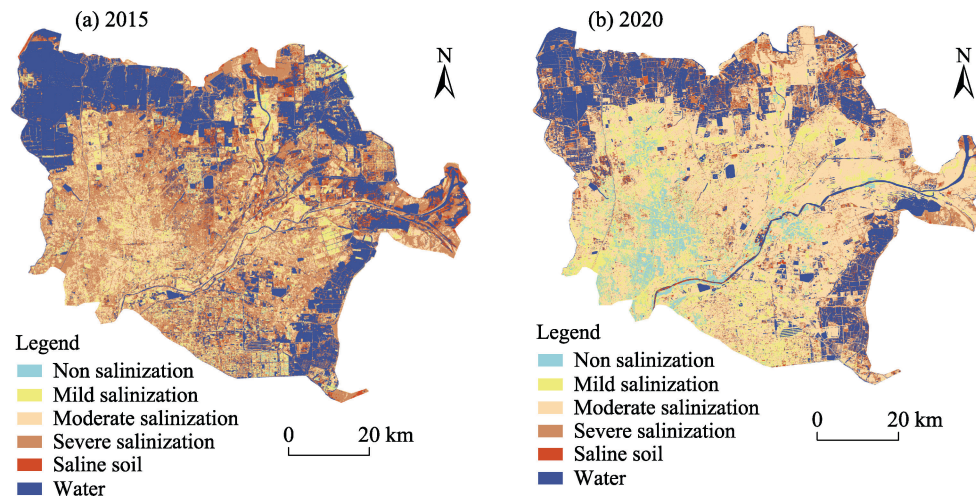 (a) 2015
N
Legend
Non salinization
Mild salinization
Moderate salinization
Severe salinization
Saline soil
Water
0 20 km
(b) 2020
N
Legend
Non salinization
Mild salinization
Moderate salinization
Severe salinization
Saline soil
Water
0 20 km